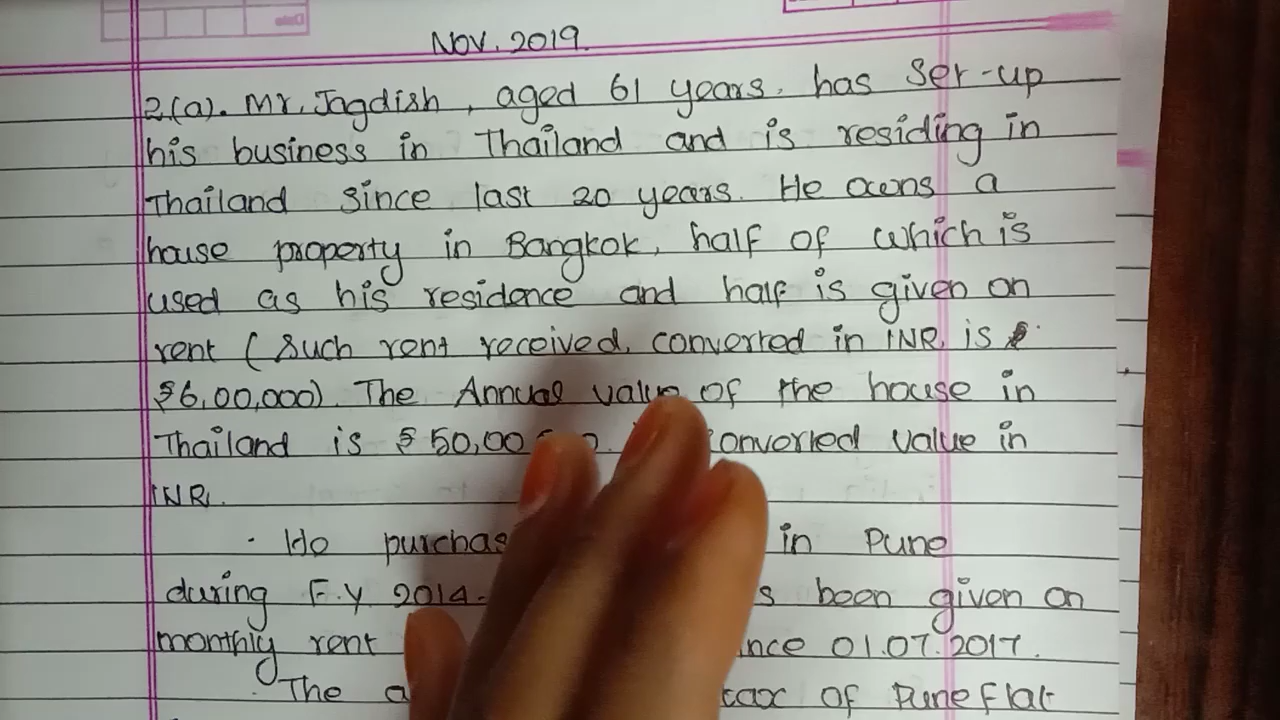 NOV. 2019.
2.(a). Mr. Jagdish, aged 61 years. has Set-up
his business in Thailand and is residing in
Thailand since last 20 years. He owns a
house property in Bangkok, half of which is
used as his residence and half is given on
rent (such rent received, converted in INR is
₹6,00,000). The Annual value of the house in
Thailand is ₹ 50,00 converted value in
INR.
He in Pune
during F.Y 2014- been given on
monthly rent 01.07.2017.
The tax of Pune Flat